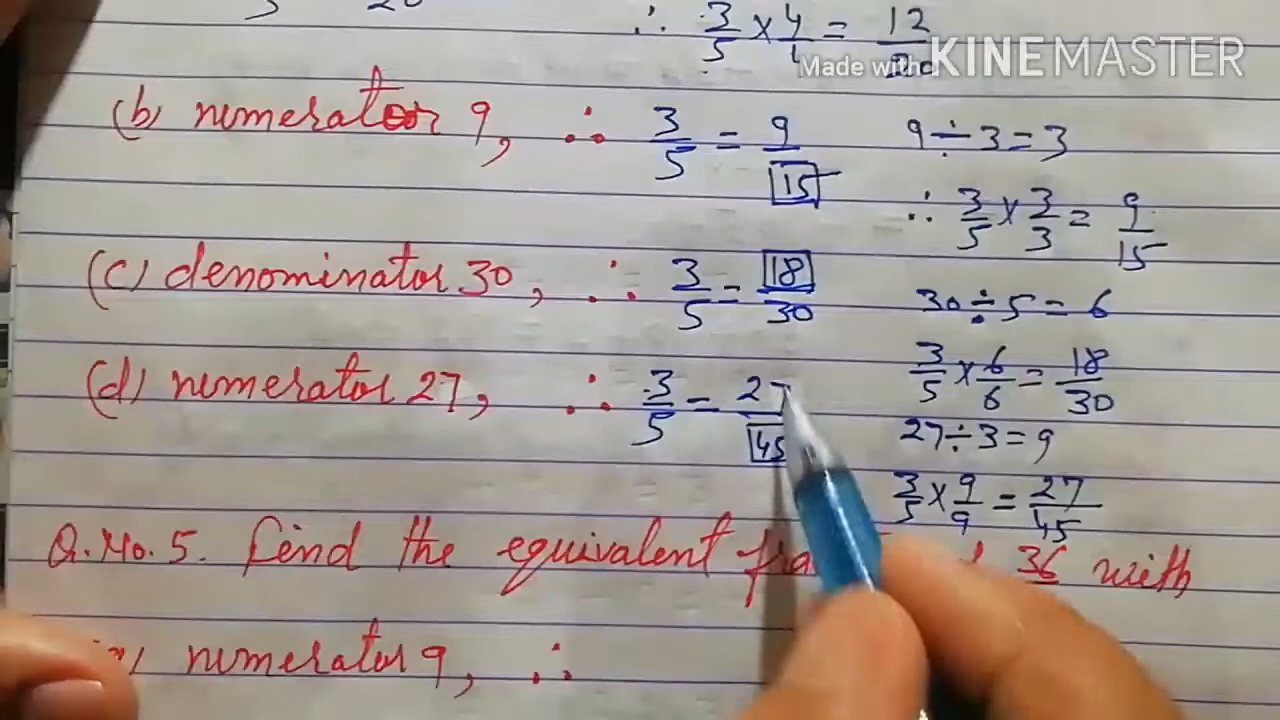 ∴ 3/5 × 4/4 = 12/20
Made with KINEMASTER
(b) numerator 9, ∴ 3/5 = 9/15 9 ÷ 3 = 3
∴ 3/5 × 3/3 = 9/15
(c) denominator 30, ∴ 3/5 = 18/30 30 ÷ 5 = 6
3/5 × 6/6 = 18/30
(d) numerator 27, ∴ 3/5 = 27/45 27 ÷ 3 = 9
3/5 × 9/9 = 27/45
Q.No. 5. Find the equivalent 36 with
numerator 9, ∴